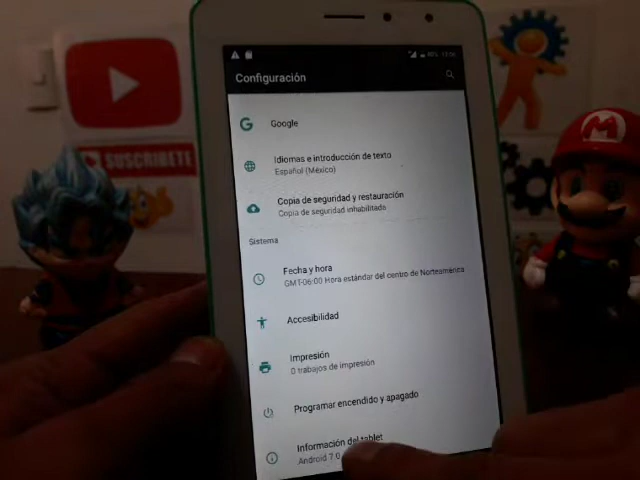 SUSCRIBETE
Configuración
Google
Idiomas e introducción de texto
Español (México)
Copia de seguridad y restauración
Copia de seguridad inhabilitada
Sistema
Fecha y hora
GMT-06:00 Hora estándar del centro de Norteamérica
Accesibilidad
Impresión
0 trabajos de impresión
Programar encendido y apagado
Información del tablet
Android 7.0
M